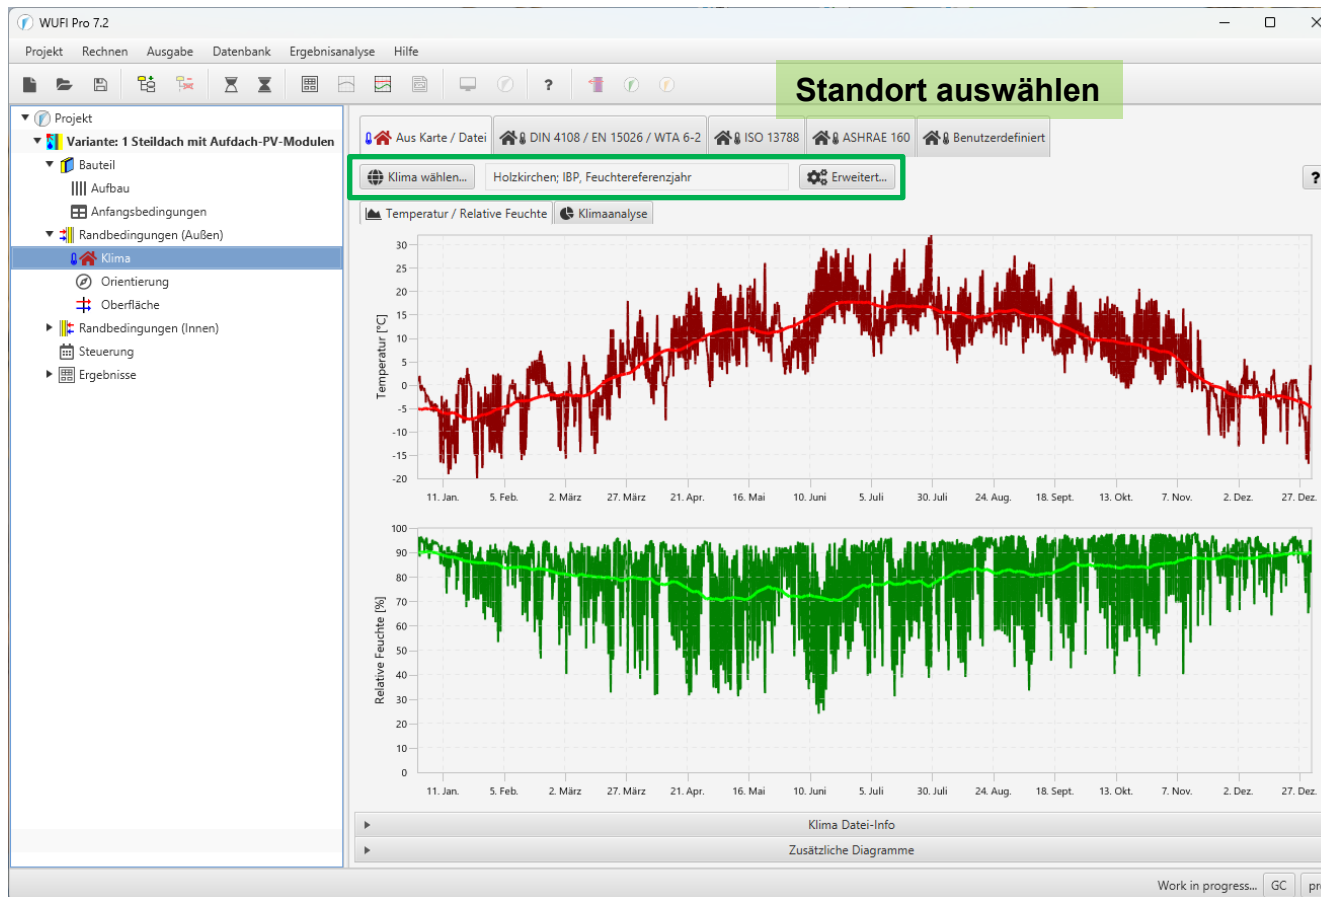 WUFI Pro 7.2
Projekt Rechnen Ausgabe Datenbank Ergebnisanalyse Hilfe
Standort auswählen
Projekt
Variante: 1 Steildach mit Aufdach-PV-Modulen
Bauteil
Aufbau
Anfangsbedingungen
Randbedingungen (Außen)
Klima
Orientierung
Oberfläche
Randbedingungen (Innen)
Steuerung
Ergebnisse
Aus Karte / Datei DIN 4108 / EN 15026 / WTA 6-2 ISO 13788 ASHRAE 160 Benutzerdefiniert
Klima wählen... Holzkirchen; IBP, Feuchtereferenzjahr Erweitert... ?
Temperatur / Relative Feuchte Klimaanalyse
Temperatur [°C]
30
25
20
15
10
5
0
-5
-10
-15
-20
11. Jan. 5. Feb. 2. März 27. März 21. Apr. 16. Mai 10. Juni 5. Juli 30. Juli 24. Aug. 18. Sept. 13. Okt. 7. Nov. 2. Dez. 27. Dez.
Relative Feuchte [%]
100
90
80
70
60
50
40
30
20
10
0
11. Jan. 5. Feb. 2. März 27. März 21. Apr. 16. Mai 10. Juni 5. Juli 30. Juli 24. Aug. 18. Sept. 13. Okt. 7. Nov. 2. Dez. 27. Dez.
Klima Datei-Info
Zusätzliche Diagramme
Work in progress... GC